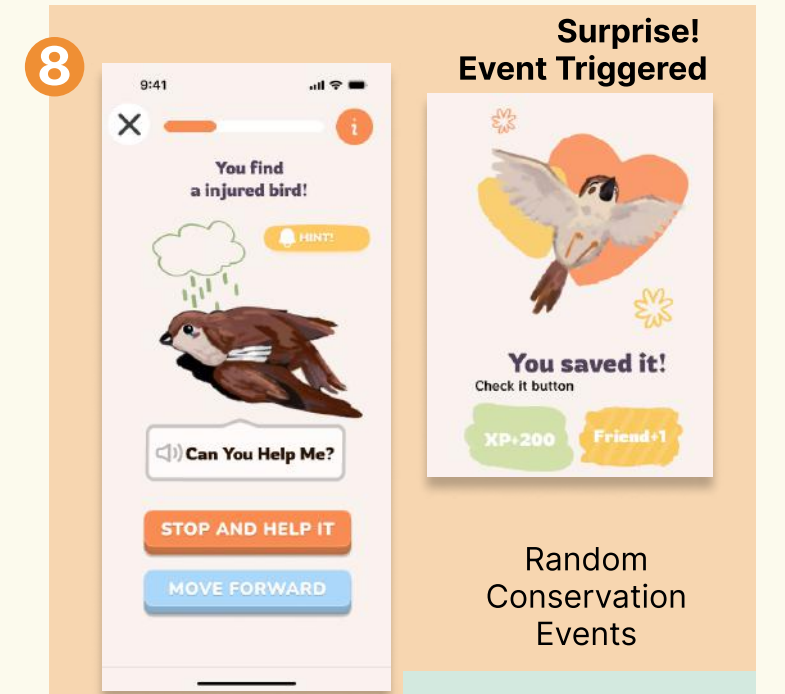 8
Surprise!
Event Triggered
9:41
i
You find
a injured bird!
HINT!
Can You Help Me?
STOP AND HELP IT
MOVE FORWARD
You saved it!
Check it button
XP+200
Friend+1
Random
Conservation
Events